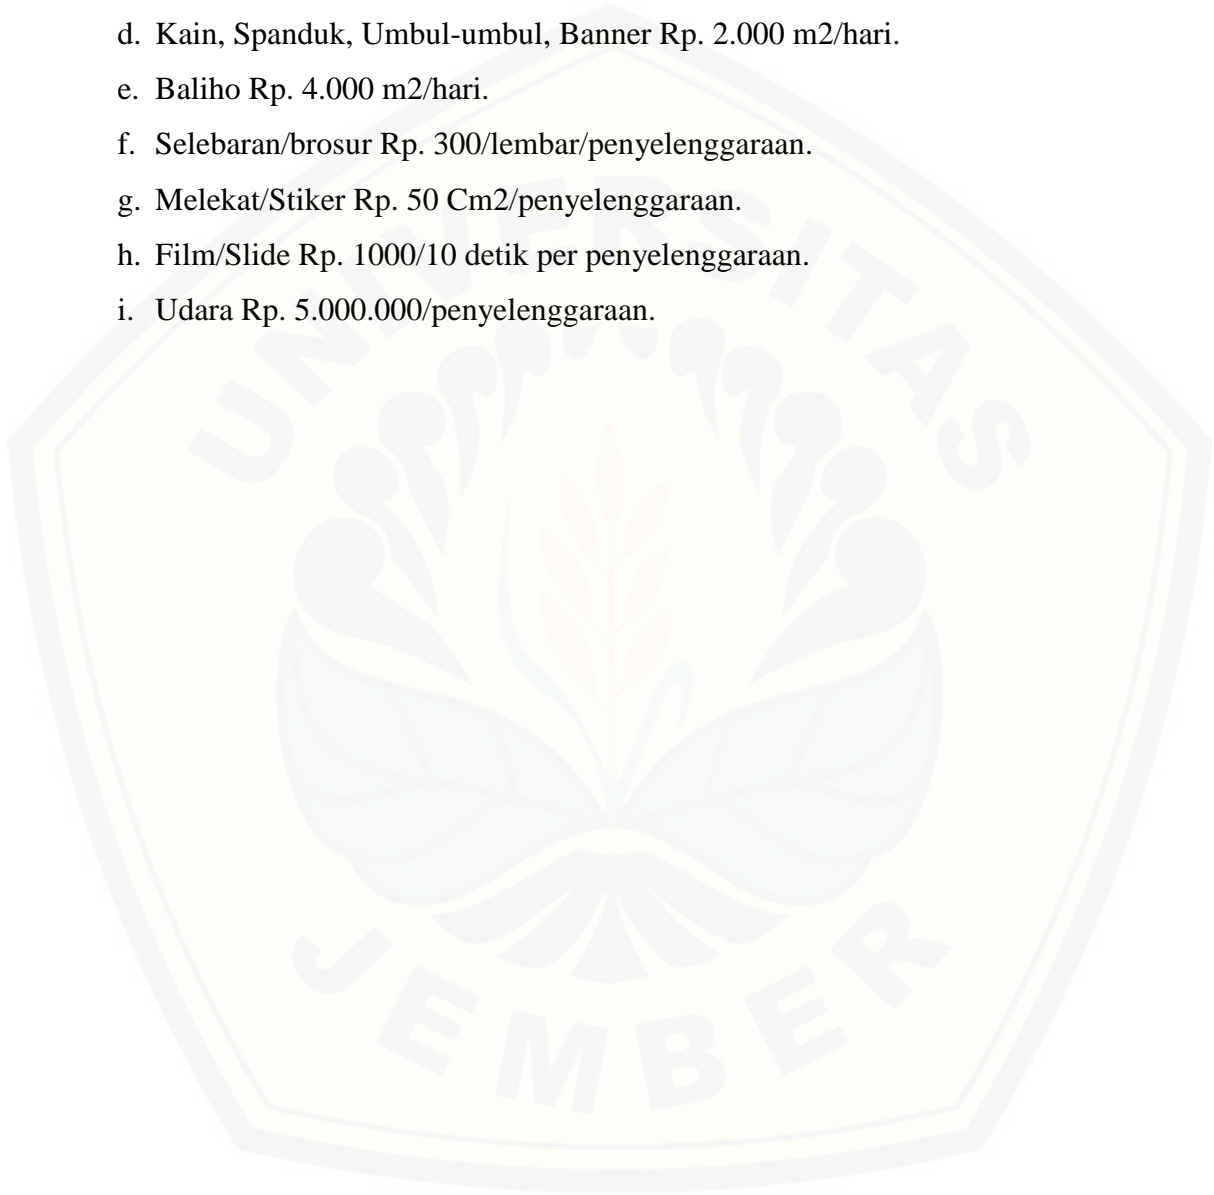 d. Kain, Spanduk, Umbul-umbul, Banner Rp. 2.000 m2/hari.
e. Baliho Rp. 4.000 m2/hari.
f. Selebaran/brosur Rp. 300/lembar/penyelenggaraan.
g. Melekat/Stiker Rp. 50 Cm2/penyelenggaraan.
h. Film/Slide Rp. 1000/10 detik per penyelenggaraan.
i. Udara Rp. 5.000.000/penyelenggaraan.
UNIVERSITAS
JEMBER